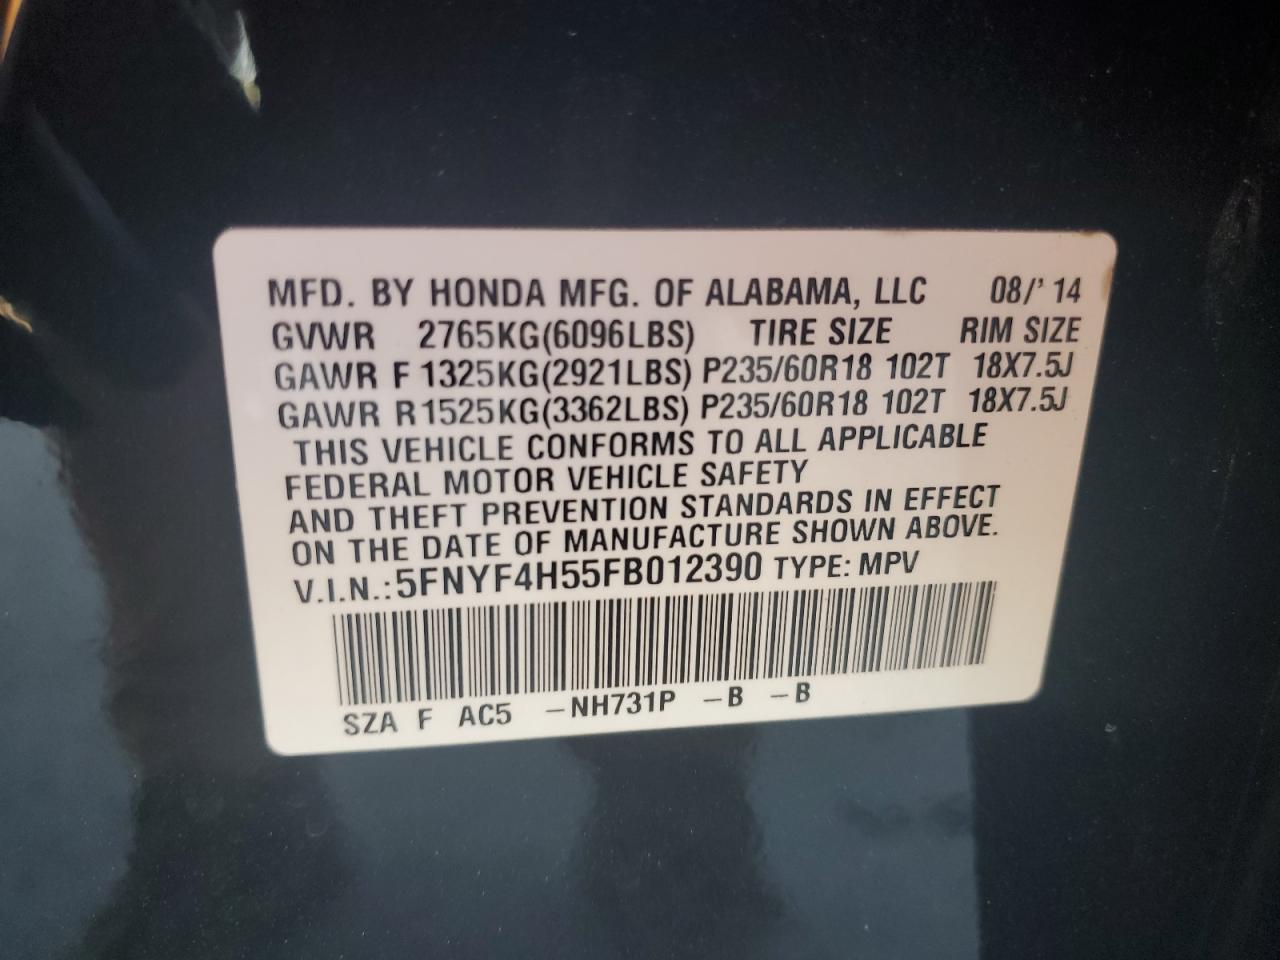 MFD. BY HONDA MFG. OF ALABAMA, LLC 08/' 14
GVWR 2765KG(6096LBS) TIRE SIZE RIM SIZE
GAWR F 1325KG(2921LBS) P235/60R18 102T 18X7.5J
GAWR R 1525KG(3362LBS) P235/60R18 102T 18X7.5J
THIS VEHICLE CONFORMS TO ALL APPLICABLE
FEDERAL MOTOR VEHICLE SAFETY
AND THEFT PREVENTION STANDARDS IN EFFECT
ON THE DATE OF MANUFACTURE SHOWN ABOVE.
V.I.N.: 5FNYF4H55FB012390 TYPE: MPV
SZA F AC5 -NH731P -B -B